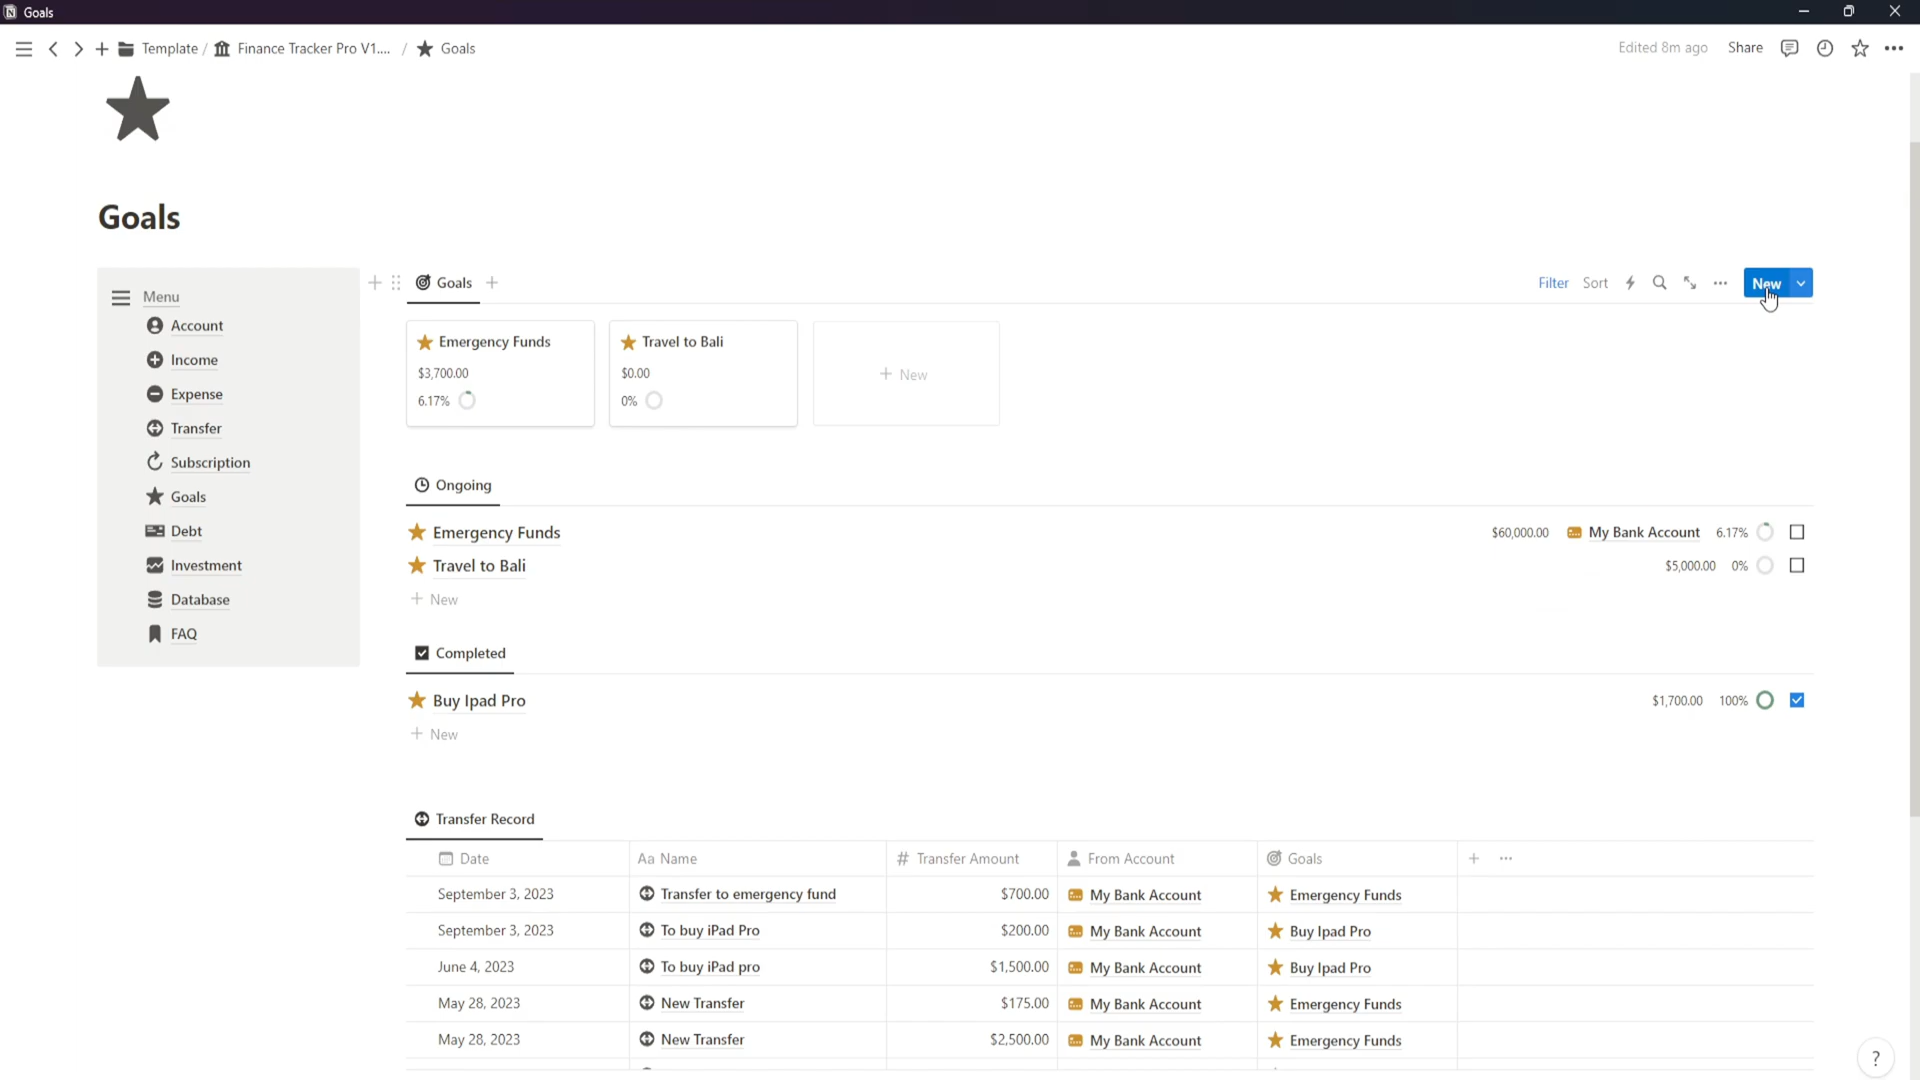 Goals
Template / Finance Tracker Pro V1.... / Goals
Edited 8m ago Share
Goals
Menu
Account
Income
Expense
Transfer
Subscription
Goals
Debt
Investment
Database
FAQ
Goals
Filter Sort New
Emergency Funds
$3,700.00
6.17%
Travel to Bali
$0.00
0%
+ New
Ongoing
Emergency Funds $60,000.00 My Bank Account 6.17%
Travel to Bali $5,000.00 0%
+ New
Completed
Buy Ipad Pro $1,700.00 100%
+ New
Transfer Record
Date Aa Name # Transfer Amount From Account Goals + ...
September 3, 2023 Transfer to emergency fund $700.00 My Bank Account Emergency Funds
September 3, 2023 To buy iPad Pro $200.00 My Bank Account Buy Ipad Pro
June 4, 2023 To buy iPad pro $1,500.00 My Bank Account Buy Ipad Pro
May 28, 2023 New Transfer $175.00 My Bank Account Emergency Funds
May 28, 2023 New Transfer $2,500.00 My Bank Account Emergency Funds
?